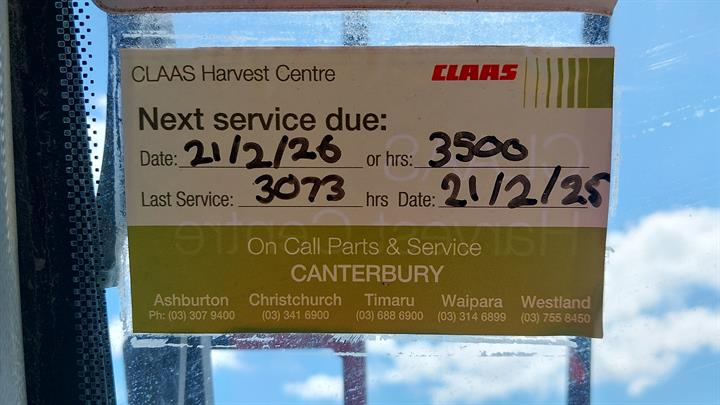 CLAAS Harvest Centre CLAAS
Next service due:
Date: 21/2/26 or hrs: 3500
Last Service: 3073 hrs Date: 21/2/25
On Call Parts & Service
CANTERBURY
Ashburton Christchurch Timaru Waipara Westland
Ph: (03) 307 9400 (03) 341 6900 (03) 688 6900 (03) 314 6899 (03) 755 8450